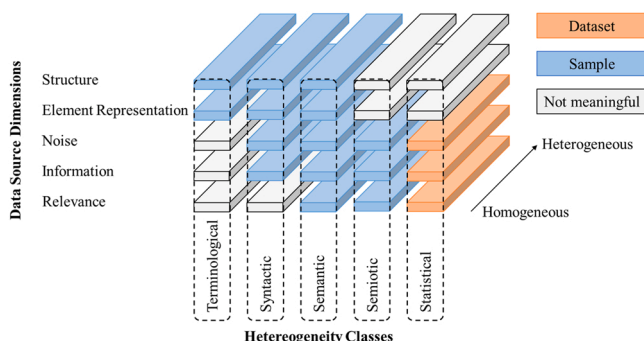 Dataset
Sample
Not meaningful
Data Source Dimensions
Structure
Element Representation
Noise
Information
Relevance
Heterogeneous
Homogeneous
Terminological
Syntactic
Semantic
Semiotic
Statistical
Hetereogeneity Classes